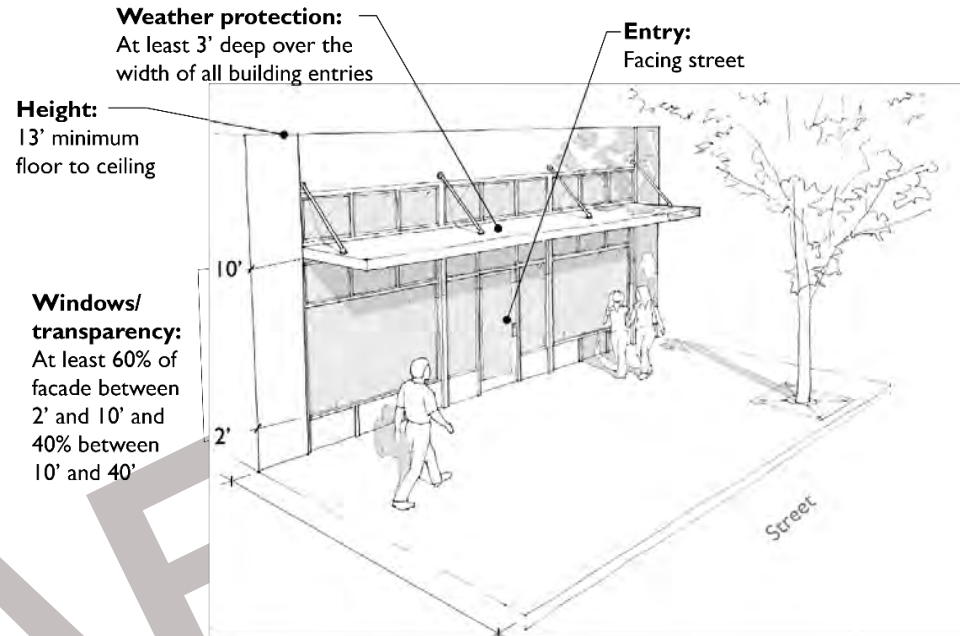 Weather protection:
At least 3' deep over the
width of all building entries
Entry:
Facing street
Height:
13' minimum
floor to ceiling
10'
Windows/
transparency:
At least 60% of
facade between
2' and 10' and
40% between
10' and 40'
2'
Street